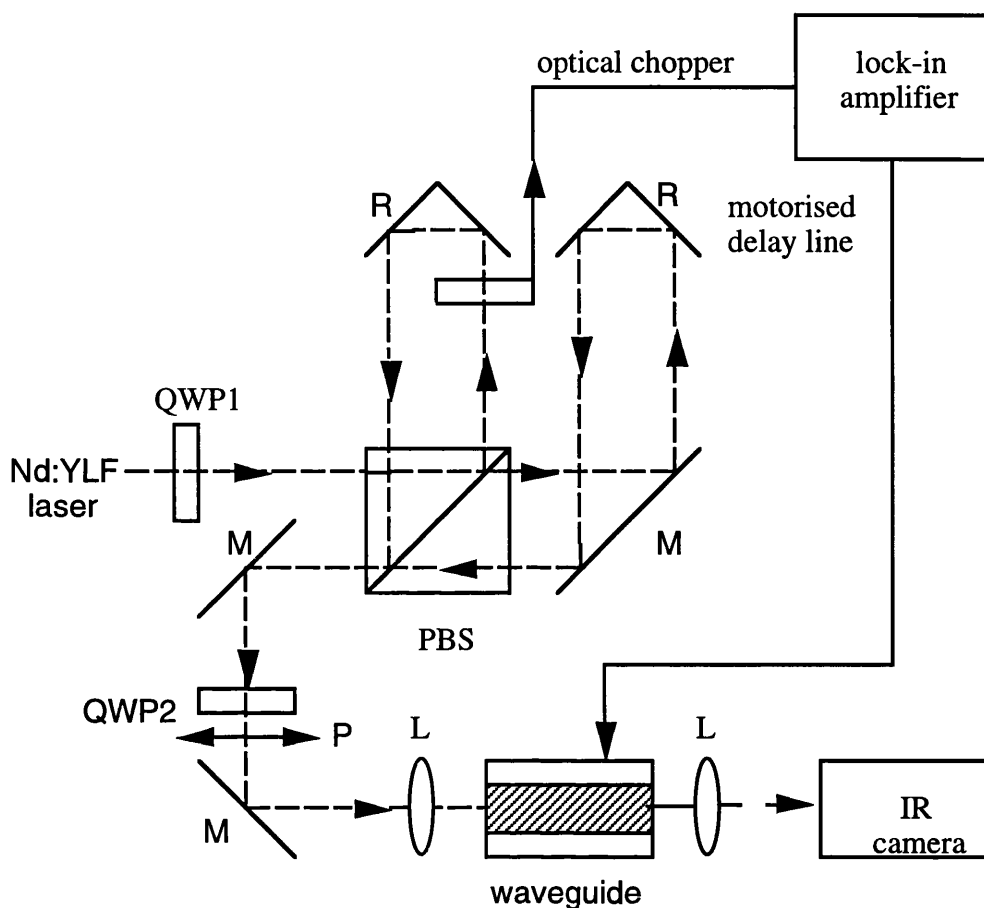 optical chopper
lock-in
amplifier
R
R
motorised
delay line
QWP1
Nd:YLF
laser
M
M
PBS
QWP2
P
L
L
M
IR
camera
waveguide